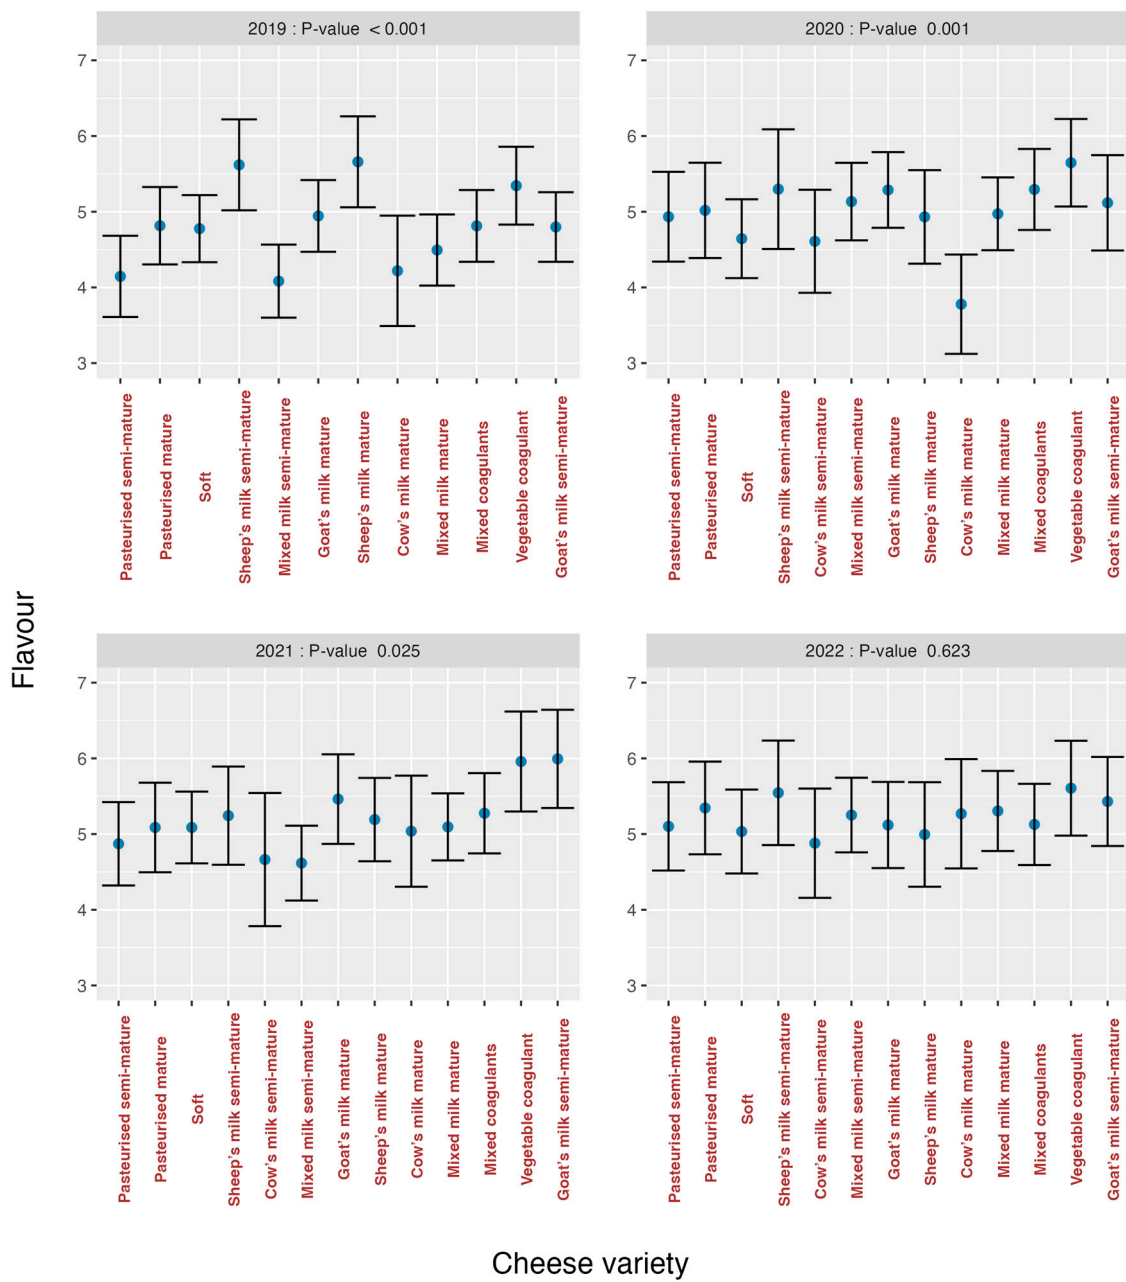 2019 : P-value < 0.001
2020 : P-value 0.001
7
6
5
4
3
7
6
5
4
3
Pasteurised semi-mature
Pasteurised mature
Soft
Sheep's milk semi-mature
Mixed milk semi-mature
Goat's milk mature
Sheep's milk mature
Cow's milk mature
Mixed milk mature
Mixed coagulants
Vegetable coagulant
Goat's milk semi-mature
Pasteurised semi-mature
Pasteurised mature
Soft
Sheep's milk semi-mature
Cow's milk semi-mature
Mixed milk semi-mature
Goat's milk mature
Sheep's milk mature
Cow's milk mature
Mixed milk mature
Mixed coagulants
Vegetable coagulant
Goat's milk semi-mature
Flavour
2021 : P-value 0.025
2022 : P-value 0.623
7
6
5
4
3
7
6
5
4
3
Pasteurised semi-mature
Pasteurised mature
Soft
Sheep's milk semi-mature
Cow's milk semi-mature
Mixed milk semi-mature
Goat's milk mature
Sheep's milk mature
Cow's milk mature
Mixed milk mature
Mixed coagulants
Vegetable coagulant
Goat's milk semi-mature
Pasteurised semi-mature
Pasteurised mature
Soft
Sheep's milk semi-mature
Cow's milk semi-mature
Mixed milk semi-mature
Goat's milk mature
Sheep's milk mature
Cow's milk mature
Mixed milk mature
Mixed coagulants
Vegetable coagulant
Goat's milk semi-mature
Cheese variety